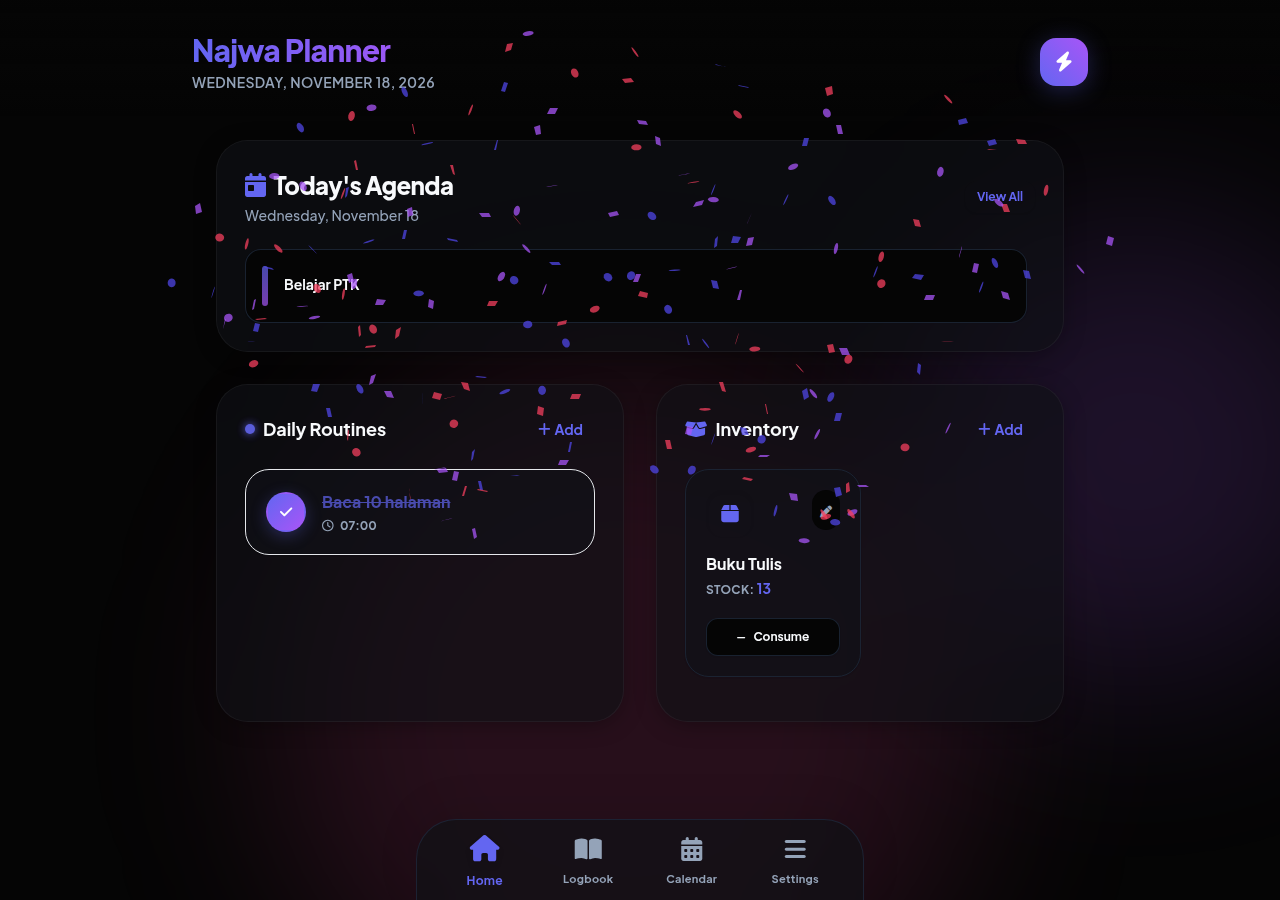 Najwa Planner
WEDNESDAY, NOVEMBER 18, 2026
Today's Agenda
Wednesday, November 18
View All
Belajar PTK
Daily Routines
+ Add
Baca 10 halaman
07:00
Inventory
+ Add
Buku Tulis
STOCK: 13
– Consume
Home
Logbook
Calendar
Settings